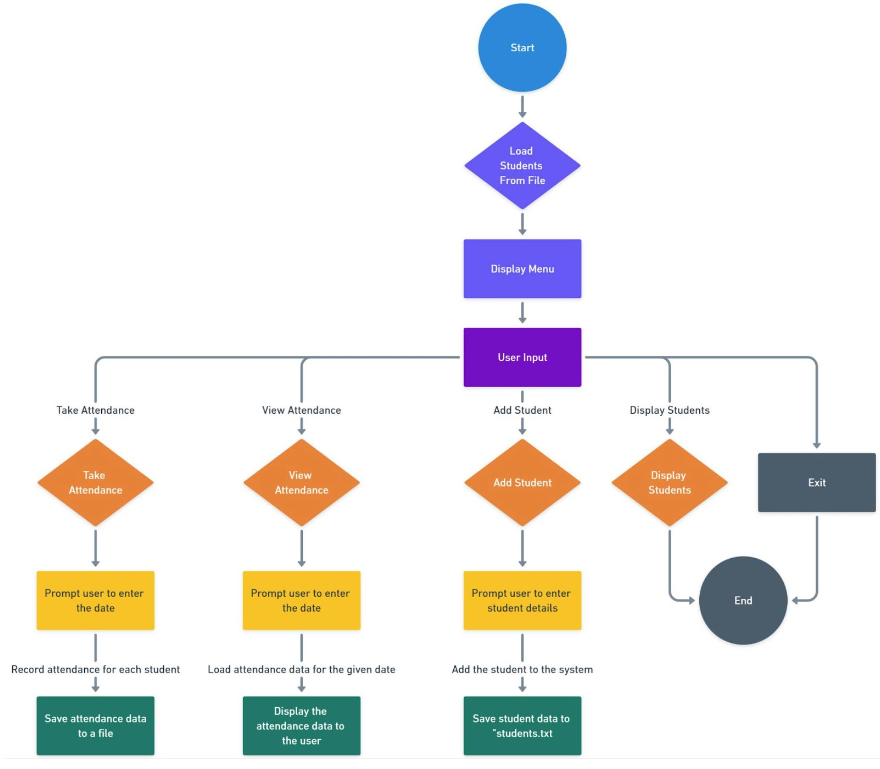 Start
Load
Students
From File
Display Menu
User Input
Take Attendance
View Attendance
Add Student
Display Students
Take
Attendance
View
Attendance
Add Student
Display
Students
Exit
Prompt user to enter
the date
Prompt user to enter
the date
Prompt user to enter
student details
End
Record attendance for each student
Load attendance data for the given date
Add the student to the system
Save attendance data
to a file
Display the
attendance data to
the user
Save student data to
"students.txt